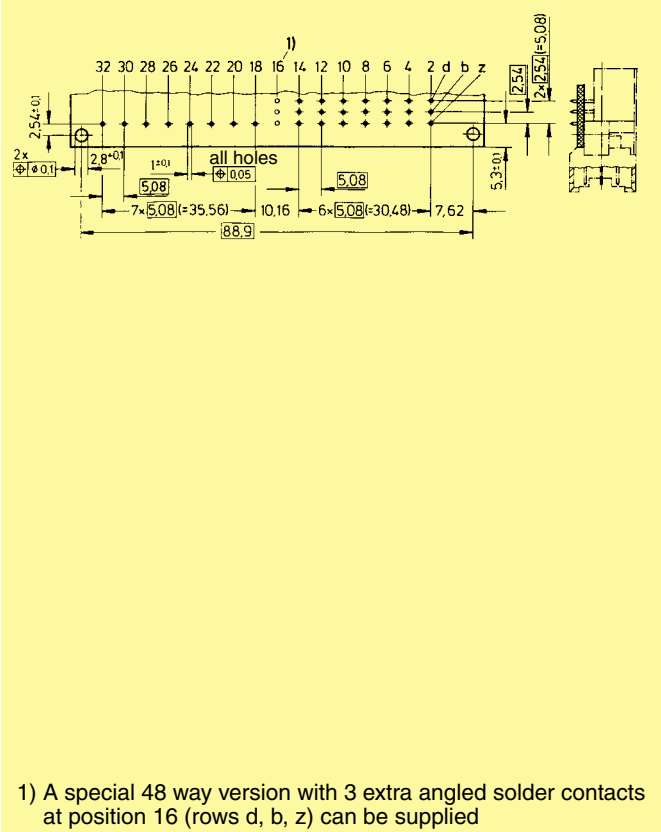 1)
32 30 28 26 24 22 20 18 16 14 12 10 8 6 4 2 d b z
2,54
2×2,54(=5,08)
2,54±0,1
2×
⌖ ø 0,1
2,8+0,1
1±0,1
all holes
⌖ 0,05
5,08
5,08
5,3±0,1
7×5,08(=35,56) 10,16 6×5,08(=30,48) 7,62
88,9
1) A special 48 way version with 3 extra angled solder contacts
at position 16 (rows d, b, z) can be supplied